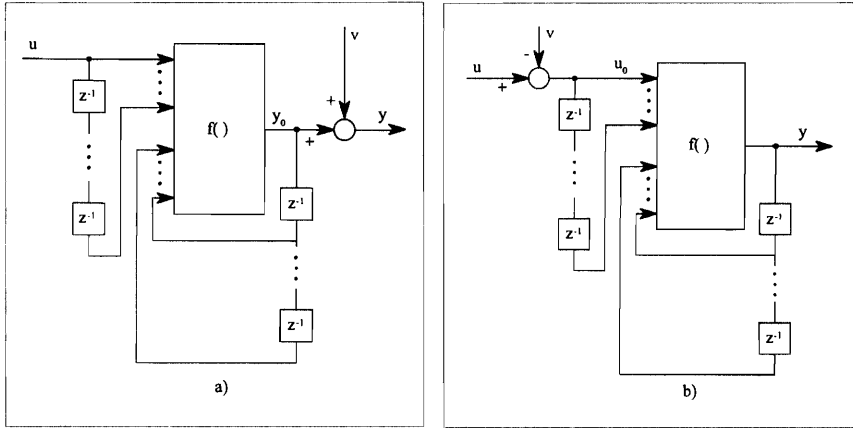 u
v
z⁻¹
f( )
y₀
+
+
y
z⁻¹
z⁻¹
z⁻¹
a)
v
-
u
+
u₀
z⁻¹
f( )
y
z⁻¹
z⁻¹
z⁻¹
b)